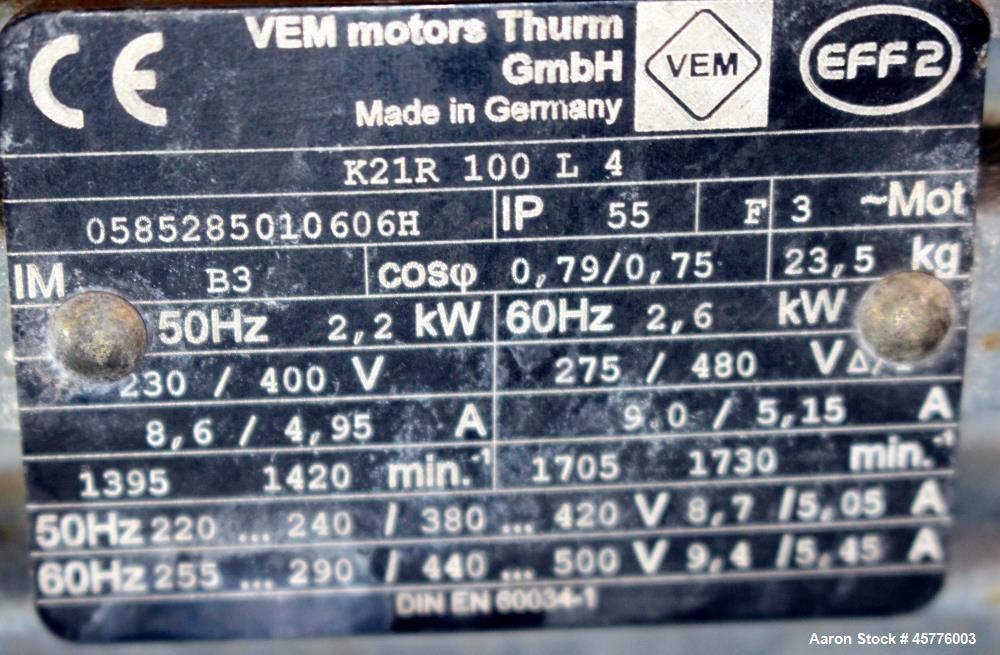 CE VEM motors Thurm
GmbH
Made in Germany
VEM
EFF2
K21R 100 L 4
0585285010606H IP 55 F 3 ~Mot
IM B3 cosφ 0,79/0,75 23,5 kg
50Hz 2,2 kW 60Hz 2,6 kW
230 / 400 V 275 / 480 V Δ/
8,6 / 4,95 A 9.0 / 5,15 A
1395 1420 min.⁻¹ 1705 1730 min.⁻¹
50Hz 220 ... 240 / 380 ... 420 V 8,7 /5,05 A
60Hz 255 ... 290 / 440 ... 500 V 9,4 /5,45 A
DIN EN 60034-1
Aaron Stock # 45776003